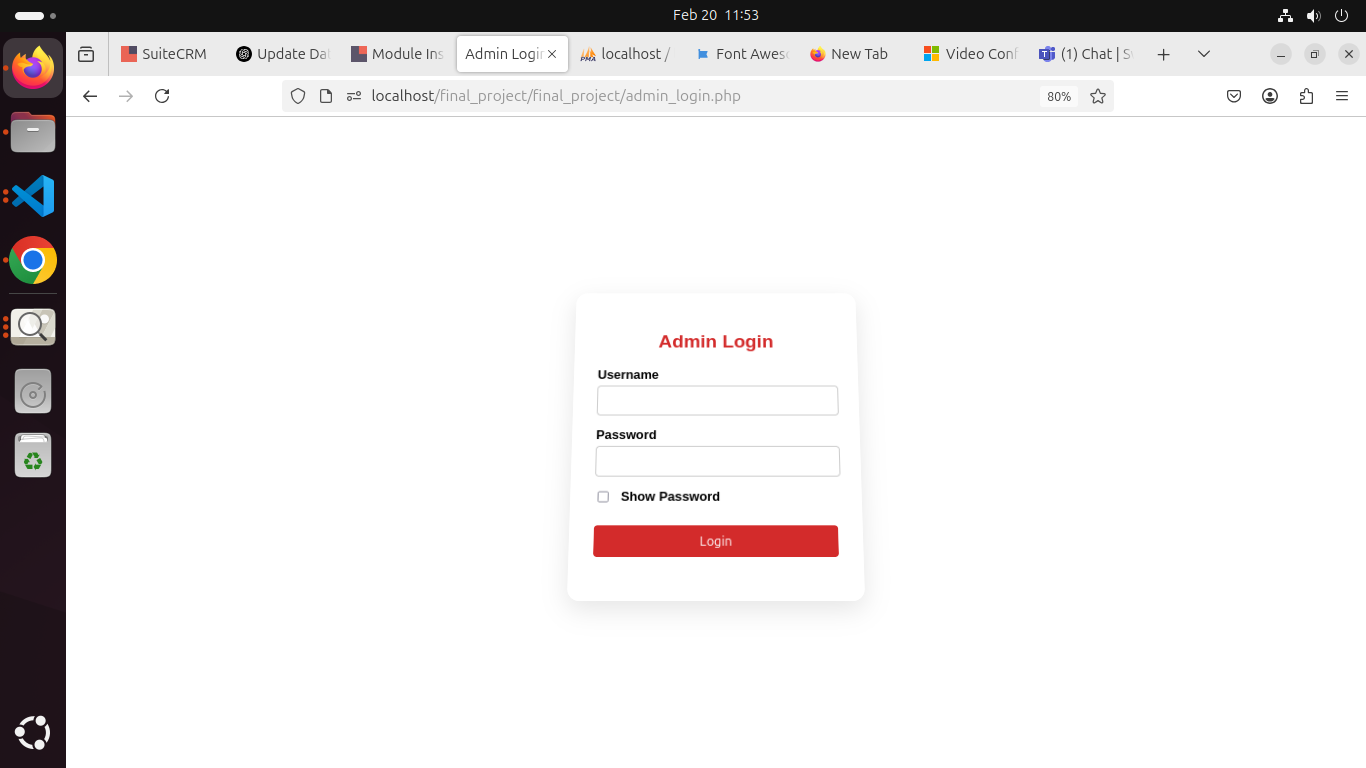 Feb 20 11:53
SuiteCRM
Update Da
Module Ins
Admin Login
localhost /
Font Aweso
New Tab
Video Conf
(1) Chat | S
localhost/final_project/final_project/admin_login.php
80%
Admin Login
Username
Password
Show Password
Login